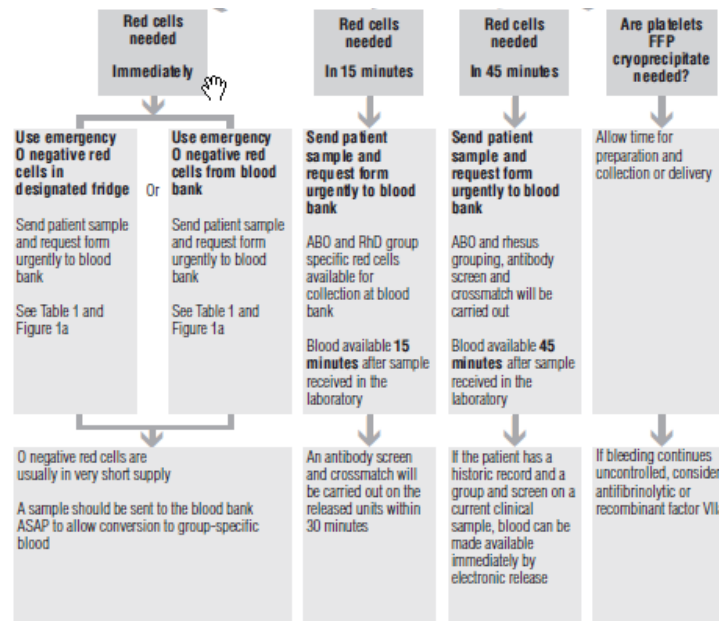 Red cells
needed
Immediately
Red cells
needed
In 15 minutes
Red cells
needed
In 45 minutes
Are platelets
FFP
cryoprecipitate
needed?
Use emergency
O negative red
cells in
designated fridge
Send patient sample
and request form
urgently to blood
bank
See Table 1 and
Figure 1a
Or
Use emergency
O negative red
cells from blood
bank
Send patient sample
and request form
urgently to blood
bank
See Table 1 and
Figure 1a
Send patient
sample and
request form
urgently to blood
bank
ABO and RhD group
specific red cells
available for
collection at blood
bank
Blood available 15
minutes after sample
received in the
laboratory
Send patient
sample and
request form
urgently to blood
bank
ABO and rhesus
grouping, antibody
screen and
crossmatch will be
carried out
Blood available 45
minutes after sample
received in the
laboratory
Allow time for
preparation and
collection or delivery
O negative red cells are
usually in very short supply
A sample should be sent to the blood bank
ASAP to allow conversion to group-specific
blood
An antibody screen
and crossmatch will
be carried out on the
released units within
30 minutes
If the patient has a
historic record and a
group and screen on a
current clinical
sample, blood can be
made available
immediately by
electronic release
If bleeding continues
uncontrolled, consider
antifibrinolytic or
recombinant factor VIIa